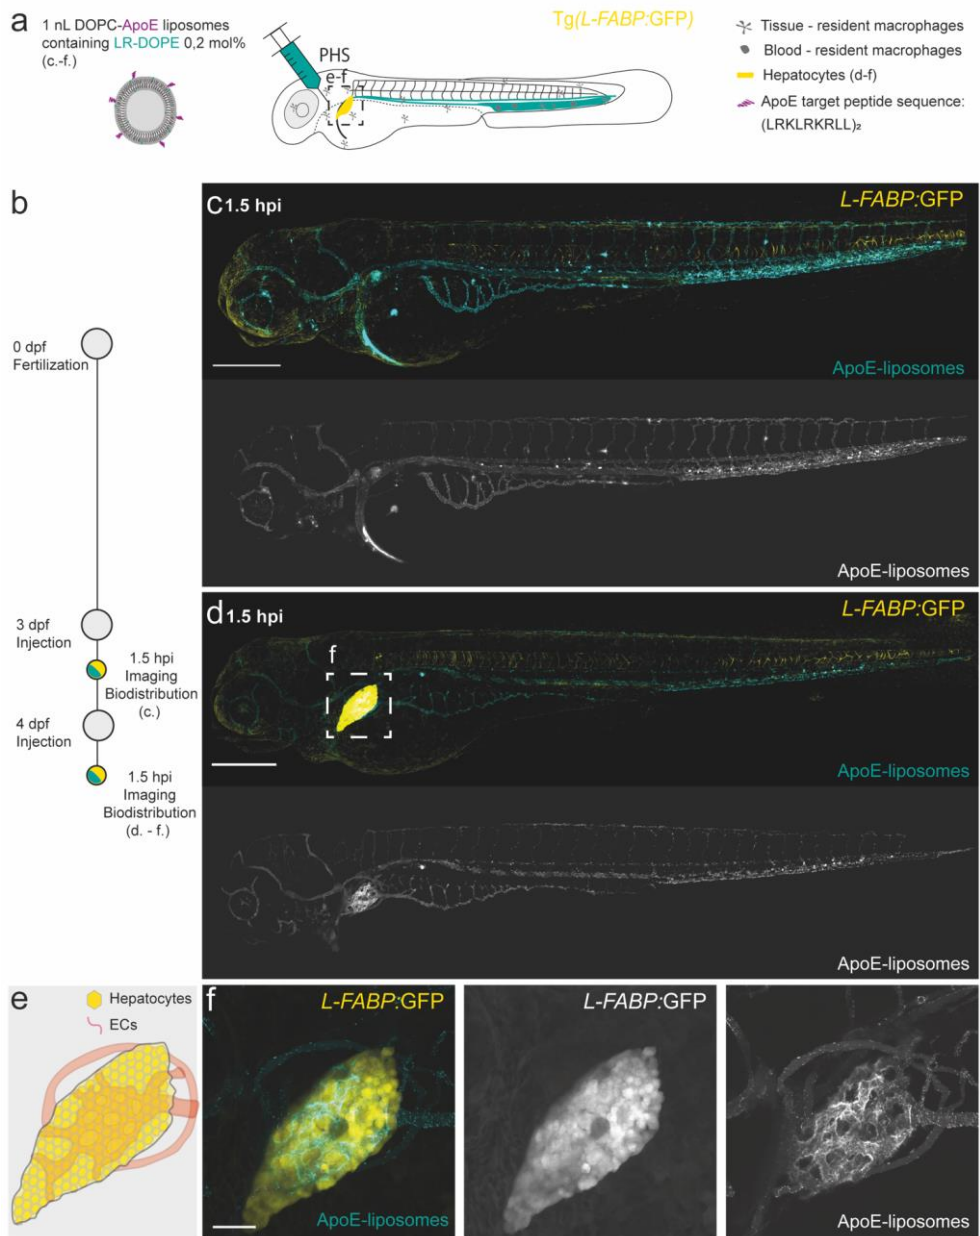 a
1 nL DOPC-ApoE liposomes
containing LR-DOPE 0,2 mol%
(c.-f.)
PHS
e-f
Tg(L-FABP:GFP)
Tissue - resident macrophages
Blood - resident macrophages
Hepatocytes (d-f)
ApoE target peptide sequence:
(LRKLRKRLL)₂
b
0 dpf
Fertilization
3 dpf
Injection
1.5 hpi
Imaging
Biodistribution
(c.)
4 dpf
Injection
1.5 hpi
Imaging
Biodistribution
(d. - f.)
c 1.5 hpi
L-FABP:GFP
ApoE-liposomes
ApoE-liposomes
d 1.5 hpi
L-FABP:GFP
f
ApoE-liposomes
ApoE-liposomes
e
Hepatocytes
ECs
f
L-FABP:GFP
ApoE-liposomes
L-FABP:GFP
ApoE-liposomes